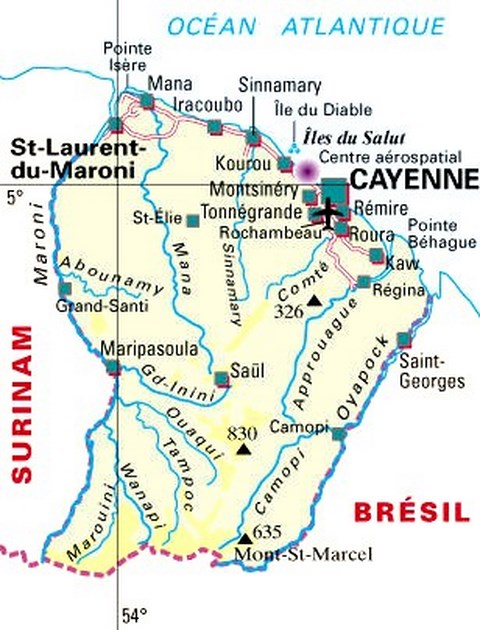 OCÉAN ATLANTIQUE
Pointe
Isère
Mana
Sinnamary
Iracoubo
Île du Diable
Îles du Salut
St-Laurent-
du-Maroni
Kourou
Centre aérospatial
CAYENNE
5°
Montsinéry
St-Élie
Tonnégrande
Rémire
Rochambeau
Roura
Pointe
Béhague
Maroni
Mana
Sinnamary
Kaw
Abounamy
Comté
Régina
Grand-Santi
326
Approuague
SURINAM
Maripasoula
Saül
Gd-Inini
Oyapock
Saint-
Georges
Ouaqui
Tampoc
830
Camopi
Camopi
Marouini
Wanapi
BRÉSIL
635
Mont-St-Marcel
54°